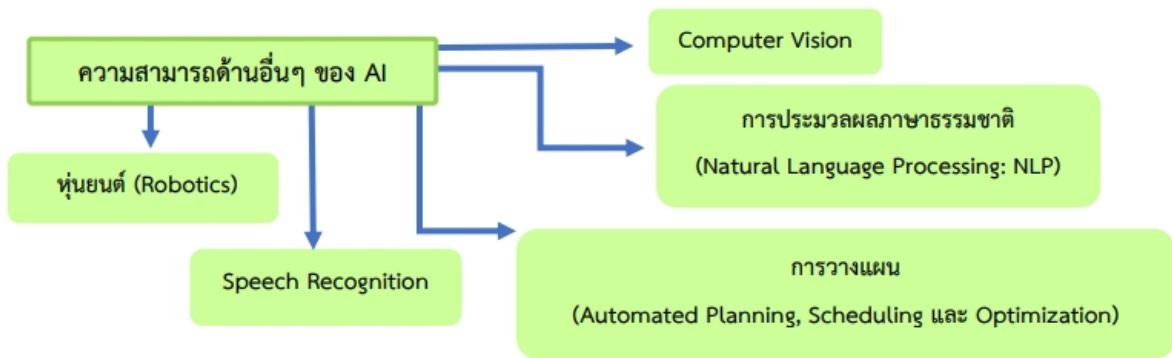 ความสามารถด้านอื่นๆ ของ AI
Computer Vision
การประมวลผลภาษาธรรมชาติ
(Natural Language Processing: NLP)
หุ่นยนต์ (Robotics)
Speech Recognition
การวางแผน
(Automated Planning, Scheduling และ Optimization)